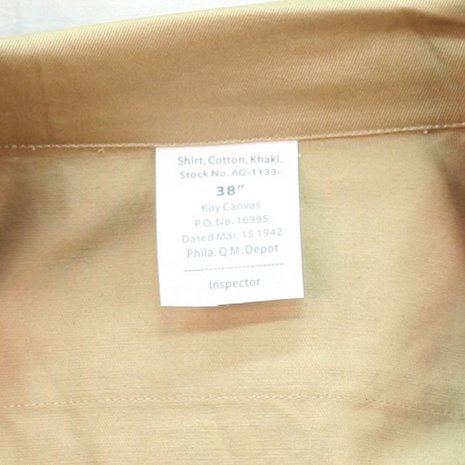 Shirt, Cotton, Khaki.
Stock No. AG-1133-
38"
Kay Canvas
P.O. No. 16995
Dated Mar. 15 1942
Phila. Q.M. Depot
Inspector